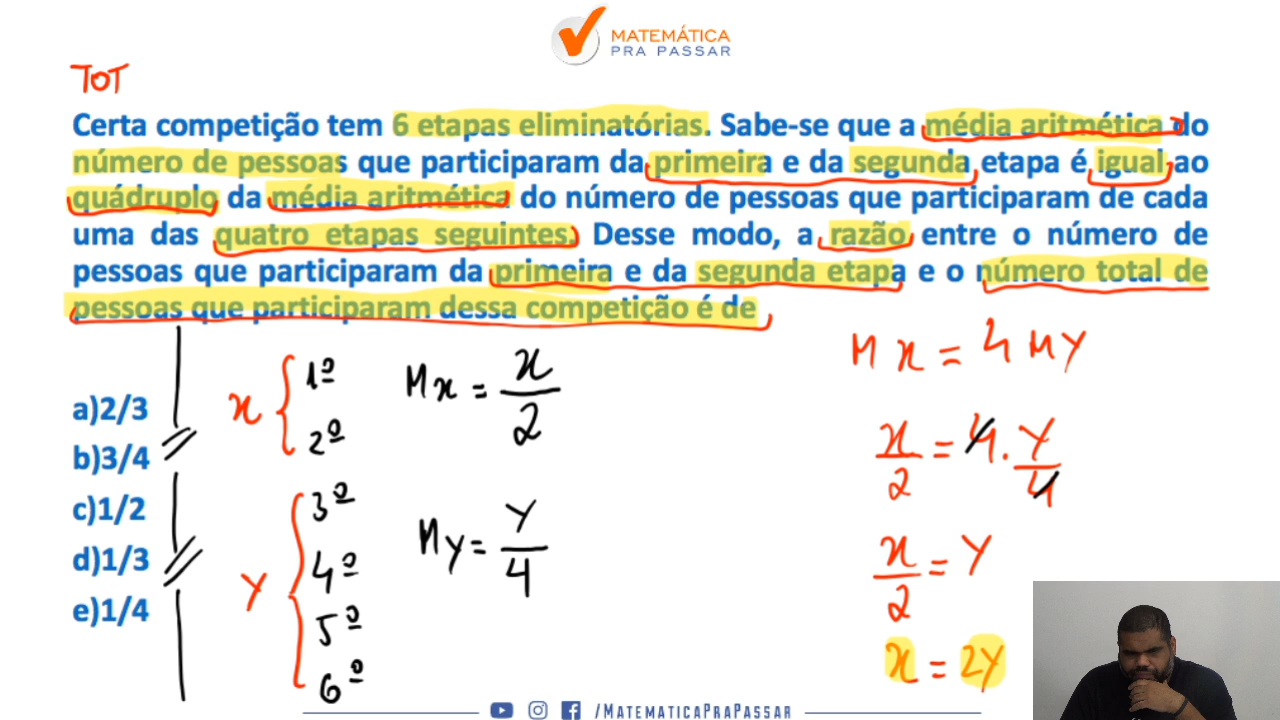 MATEMÁTICA
PRA PASSAR
TOT
Certa competição tem 6 etapas eliminatórias. Sabe-se que a média aritmética do
número de pessoas que participaram da primeira e da segunda etapa é igual ao
quádruplo da média aritmética do número de pessoas que participaram de cada
uma das quatro etapas seguintes. Desse modo, a razão entre o número de
pessoas que participaram da primeira e da segunda etapa e o número total de
pessoas que participaram dessa competição é de
a)2/3
b)3/4
c)1/2
d)1/3
e)1/4
x { 1º
2º
Mx = x/2
y { 3º
4º
5º
6º
My = y/4
Mx = 4My
x/2 = 4 . y/4
x/2 = y
x = 2y
/MatematicaPraPassar